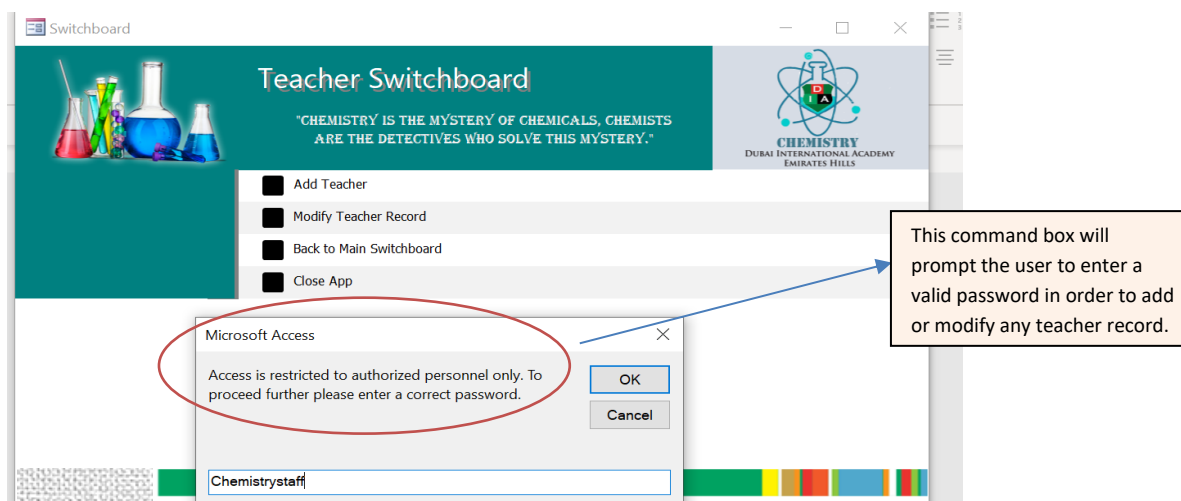 Switchboard
Teacher Switchboard
"CHEMISTRY IS THE MYSTERY OF CHEMICALS, CHEMISTS
ARE THE DETECTIVES WHO SOLVE THIS MYSTERY."
D
I A
CHEMISTRY
DUBAI INTERNATIONAL ACADEMY
EMIRATES HILLS
Add Teacher
Modify Teacher Record
Back to Main Switchboard
Close App
This command box will
prompt the user to enter a
valid password in order to add
or modify any teacher record.
Microsoft Access
Access is restricted to authorized personnel only. To
proceed further please enter a correct password.
OK
Cancel
Chemistrystaff